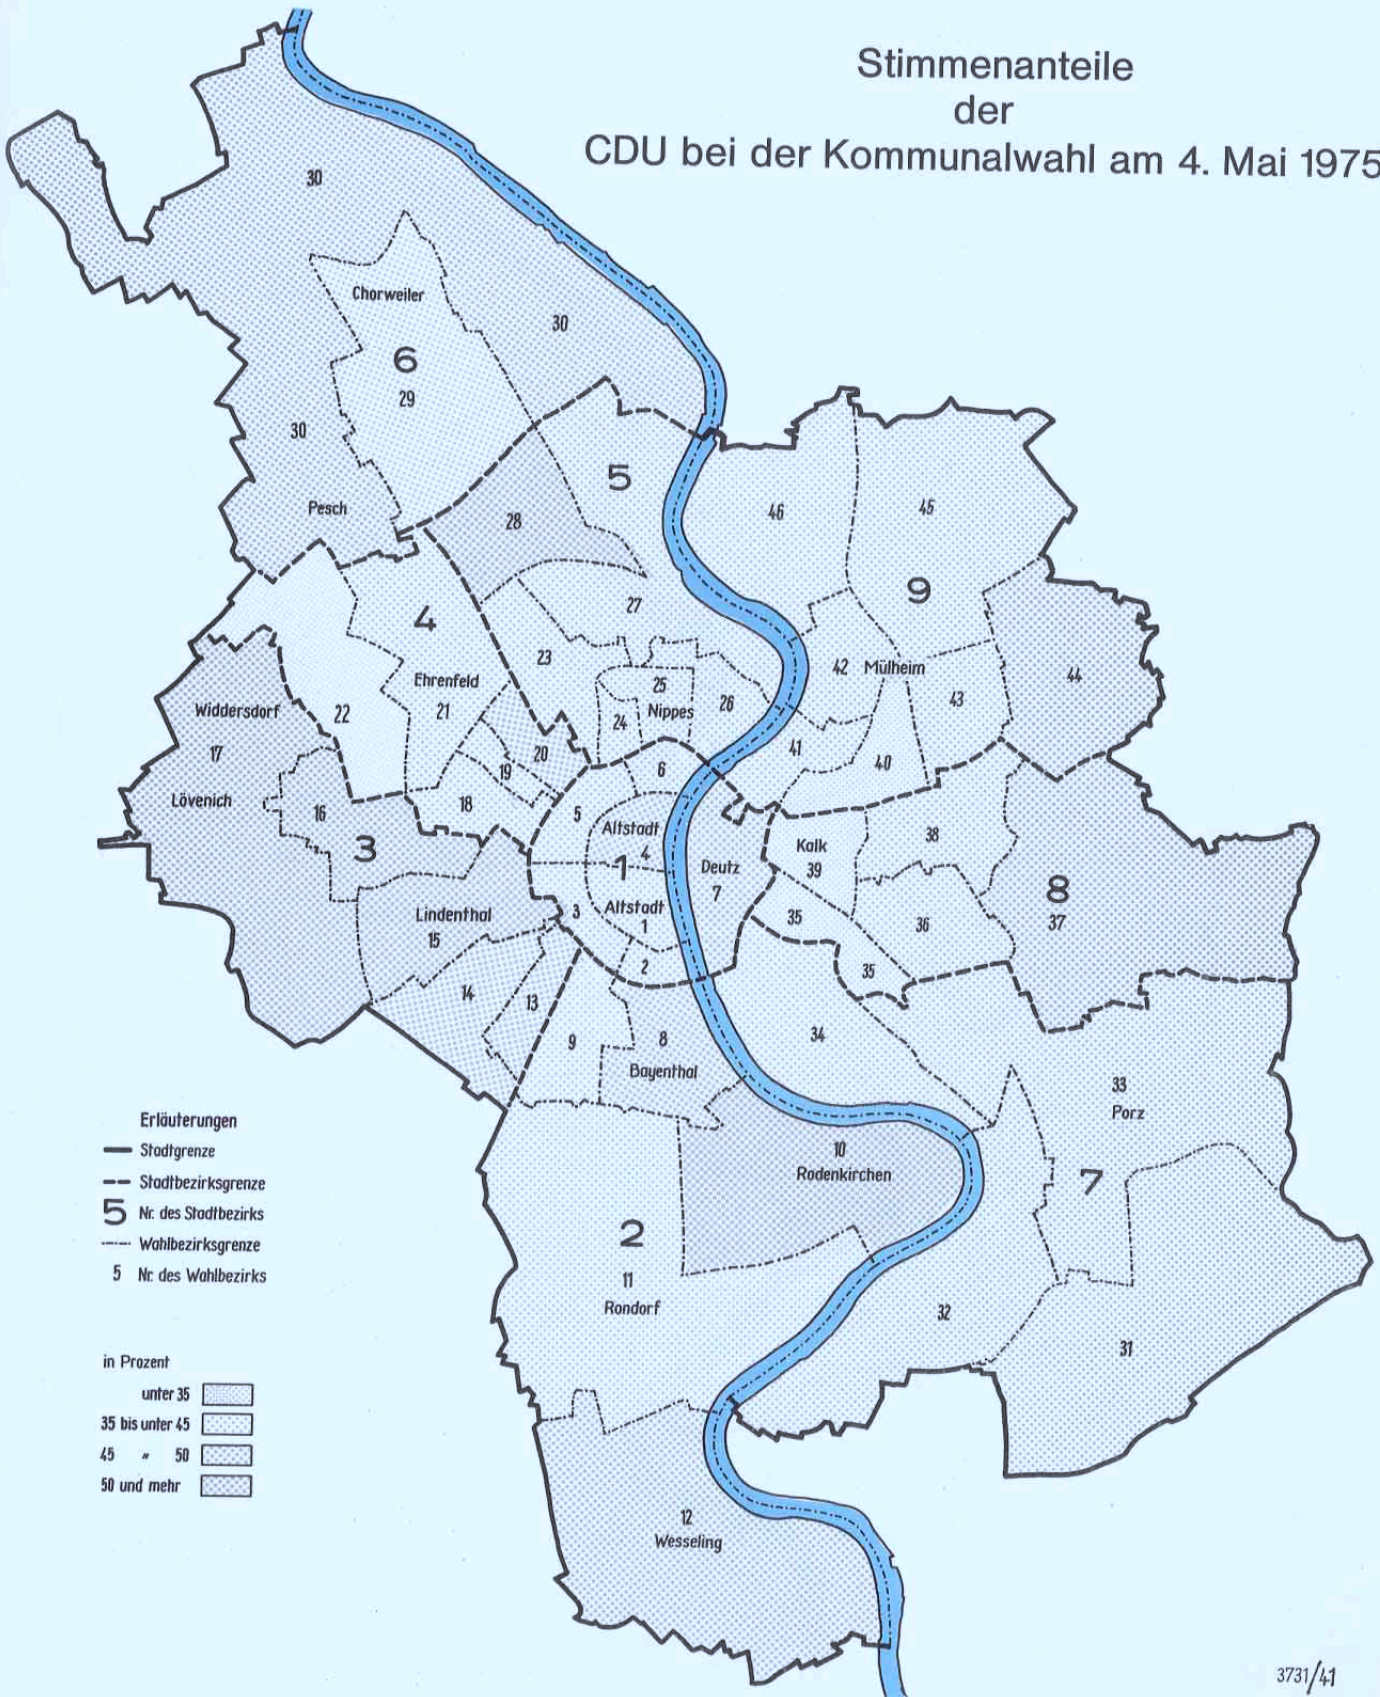 Stimmenanteile
der
CDU bei der Kommunalwahl am 4. Mai 1975
30
Chorweiler
30
6
29
30
5
Pesch
46
45
28
9
27
4
23
42 Mülheim
44
Ehrenfeld
25
43
Widdersdorf
22
21
24
Nippes
26
17
20
41
40
6
19
Lövenich
18
16
5
Altstadt
38
3
4
Kalk
1
Deutz
39
8
7
Lindenthal
3
Altstadt
35
36
37
15
1
2
35
14
13
9
8
34
Bayenthal
33
Porz
Erläuterungen
Stadtgrenze
10
Rodenkirchen
7
Stadtbezirksgrenze
5 Nr. des Stadtbezirks
2
Wahlbezirksgrenze
5 Nr. des Wahlbezirks
11
Rondorf
32
31
in Prozent
unter 35
35 bis unter 45
45 " 50
50 und mehr
12
Wesseling
3731/41